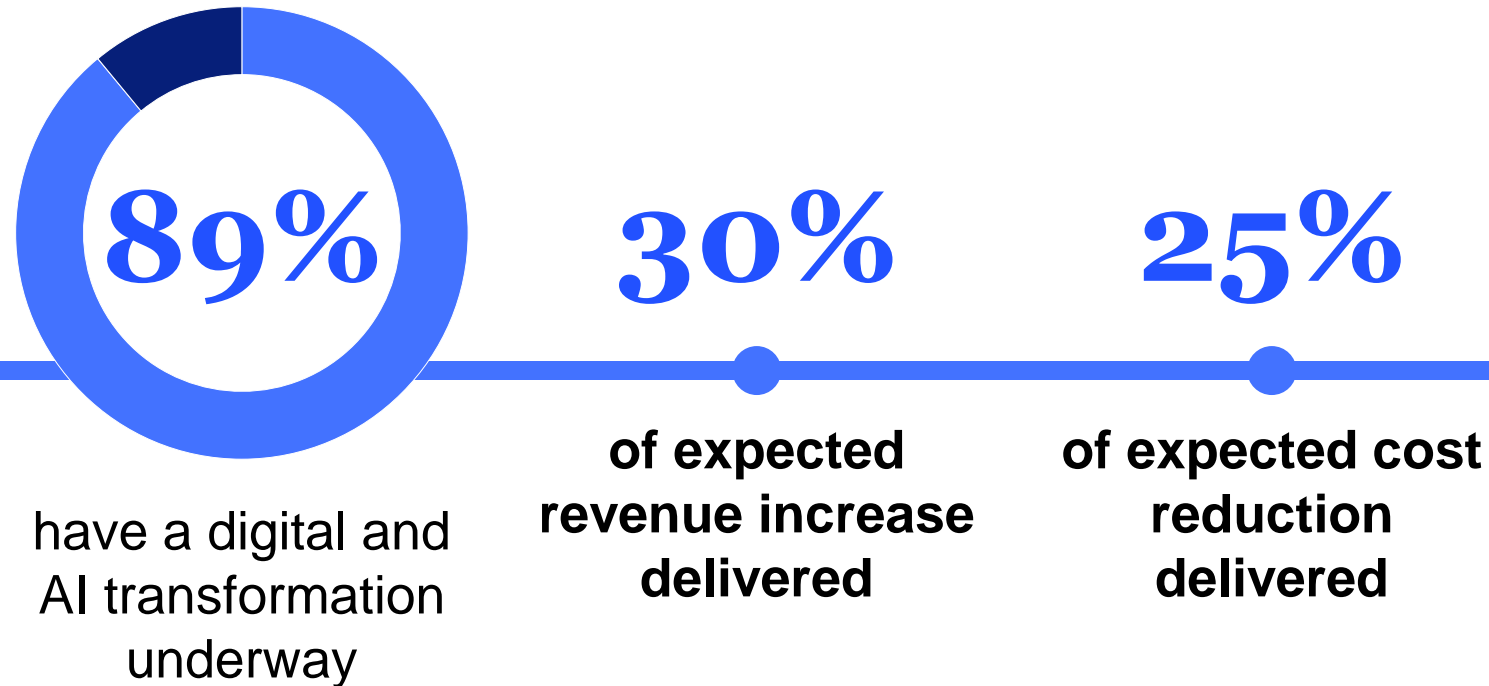 89%
have a digital and
AI transformation
underway
30%
of expected
revenue increase
delivered
25%
of expected cost
reduction
delivered